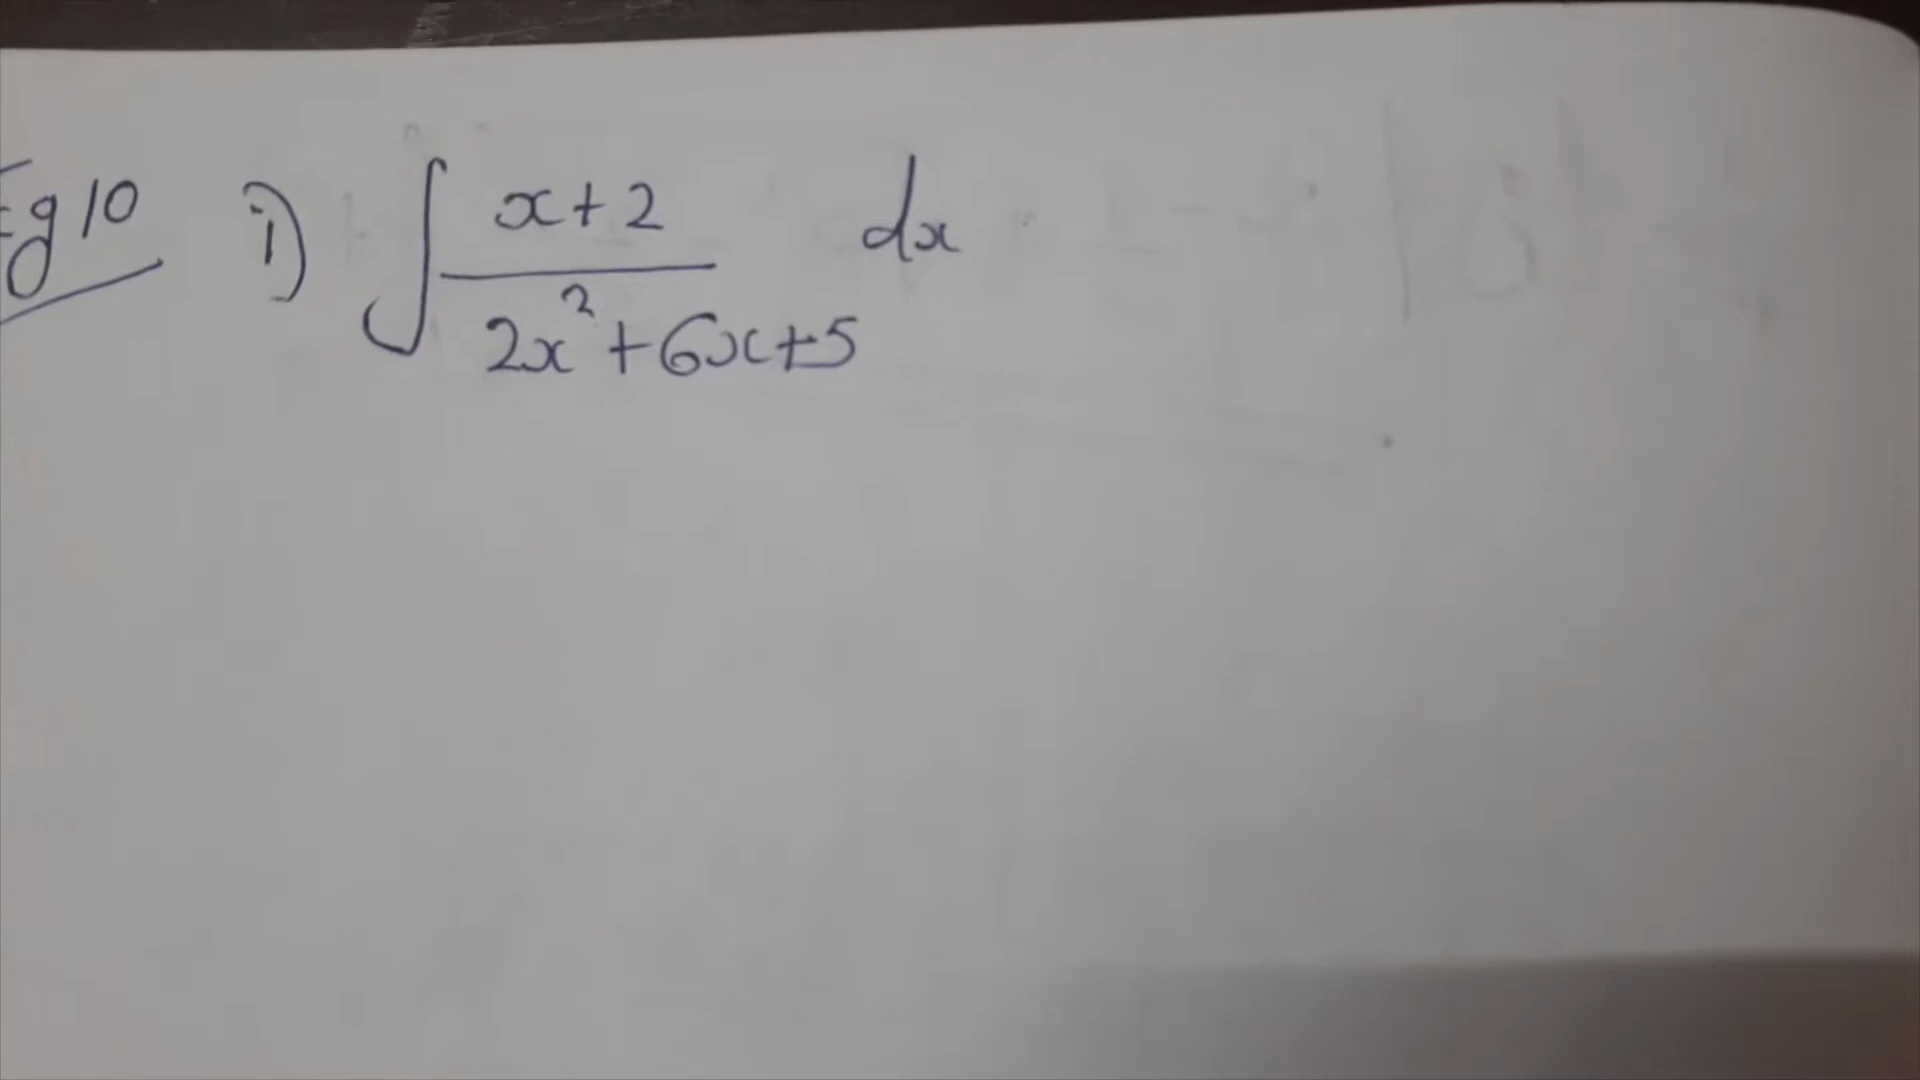 Eg 10 i) ∫ x+2 / 2x²+6x+5 dx